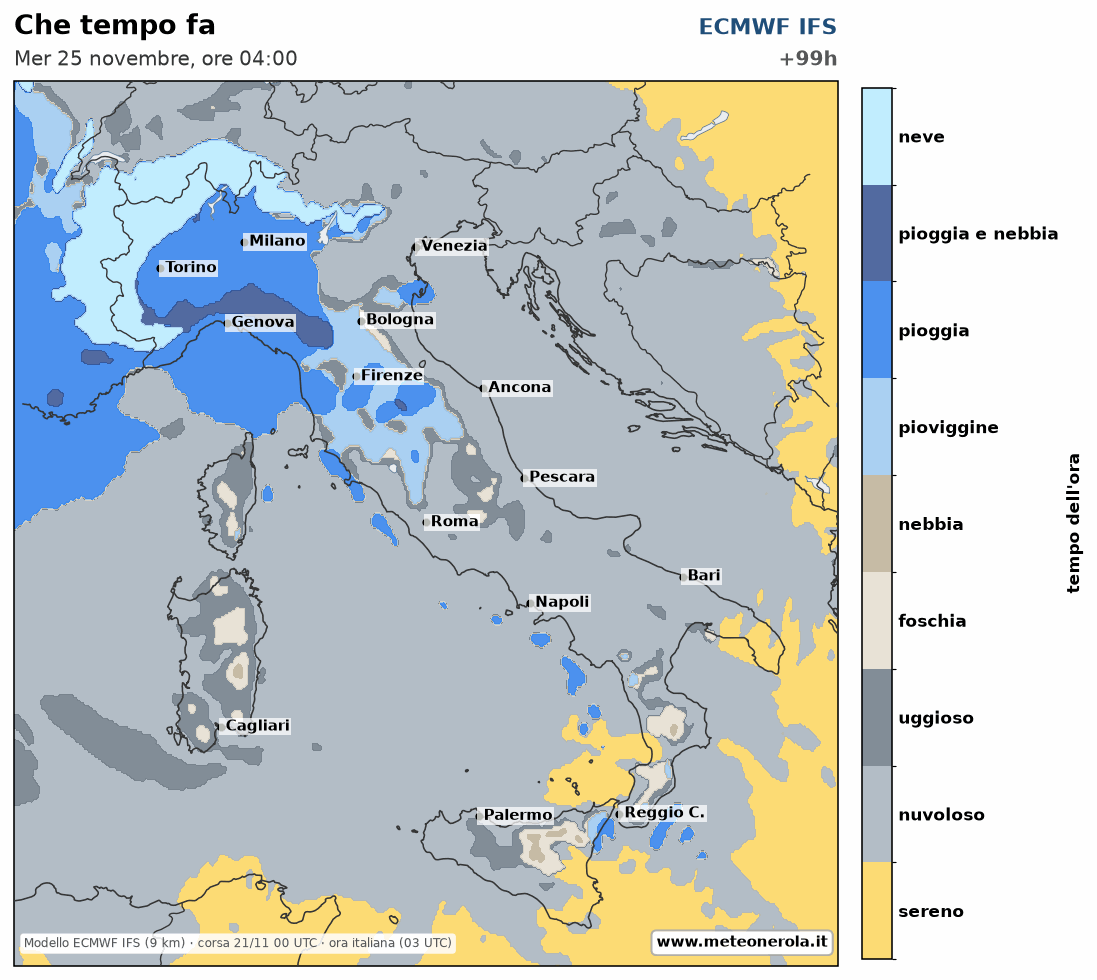 Che tempo fa
ECMWF IFS
Mer 25 novembre, ore 04:00
+99h
neve
pioggia e nebbia
pioggia
pioviggine
nebbia
foschia
uggioso
nuvoloso
sereno
tempo dell'ora
Milano
Venezia
Torino
Genova
Bologna
Firenze
Ancona
Pescara
Roma
Bari
Napoli
Cagliari
Palermo
Reggio C.
Modello ECMWF IFS (9 km) · corsa 21/11 00 UTC · ora italiana (03 UTC)
www.meteonerola.it